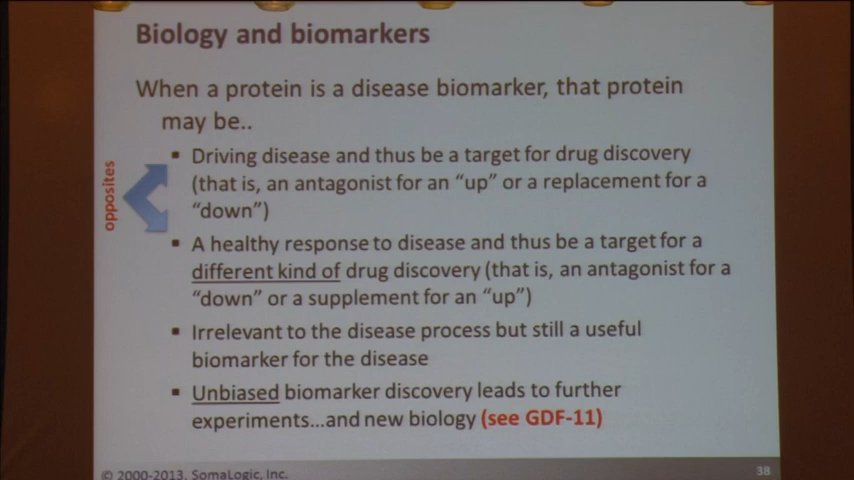 Biology and biomarkers
When a protein is a disease biomarker, that protein
may be..
opposites
▪ Driving disease and thus be a target for drug discovery
(that is, an antagonist for an "up" or a replacement for a
"down")
▪ A healthy response to disease and thus be a target for a
different kind of drug discovery (that is, an antagonist for a
"down" or a supplement for an "up")
▪ Irrelevant to the disease process but still a useful
biomarker for the disease
▪ Unbiased biomarker discovery leads to further
experiments...and new biology (see GDF-11)
© 2000-2013, SomaLogic, Inc.
38